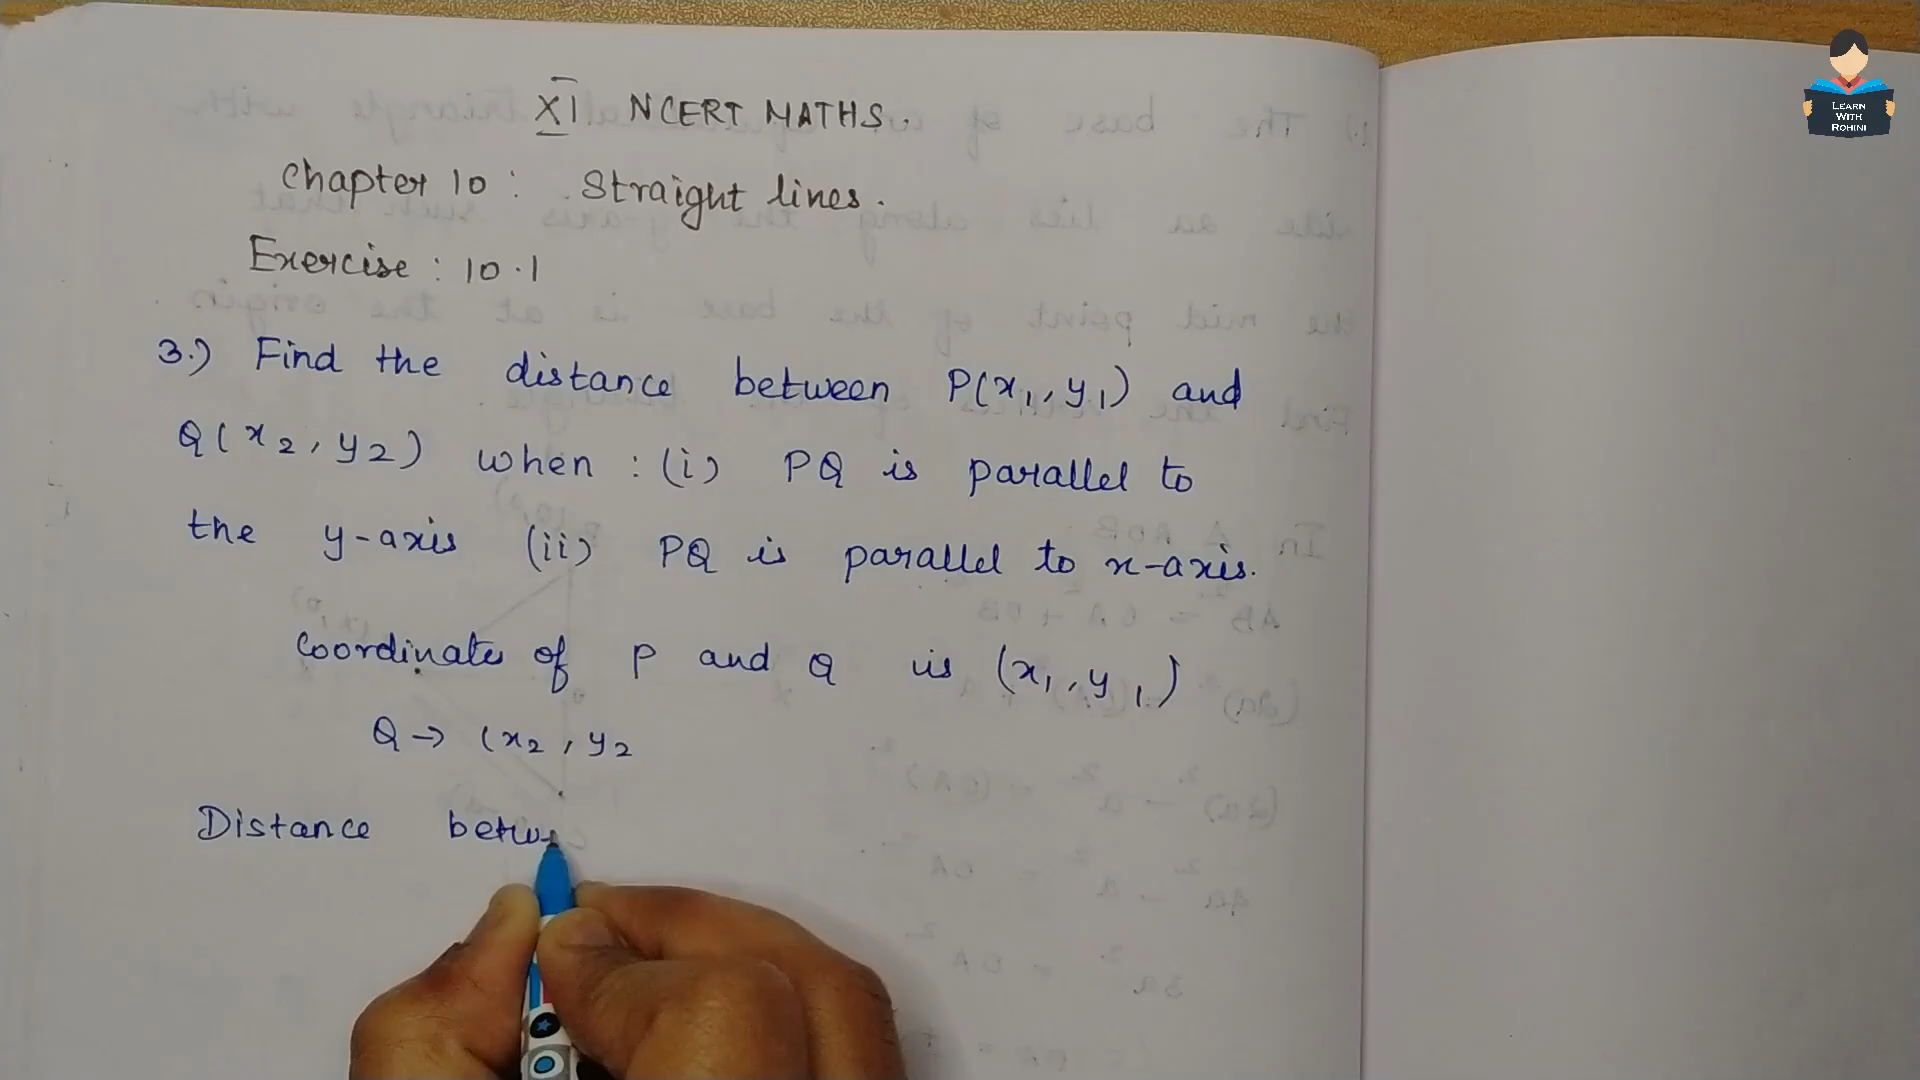 XI NCERT MATHS.
Chapter 10 : Straight lines.
Exercise : 10.1
3.) Find the distance between P(x₁, y₁) and
Q(x₂, y₂) when : (i) PQ is parallel to
the y-axis (ii) PQ is parallel to x-axis.
Coordinates of P and Q is (x₁, y₁)
Q → (x₂, y₂
Distance betwe
LEARN
WITH
ROHINI